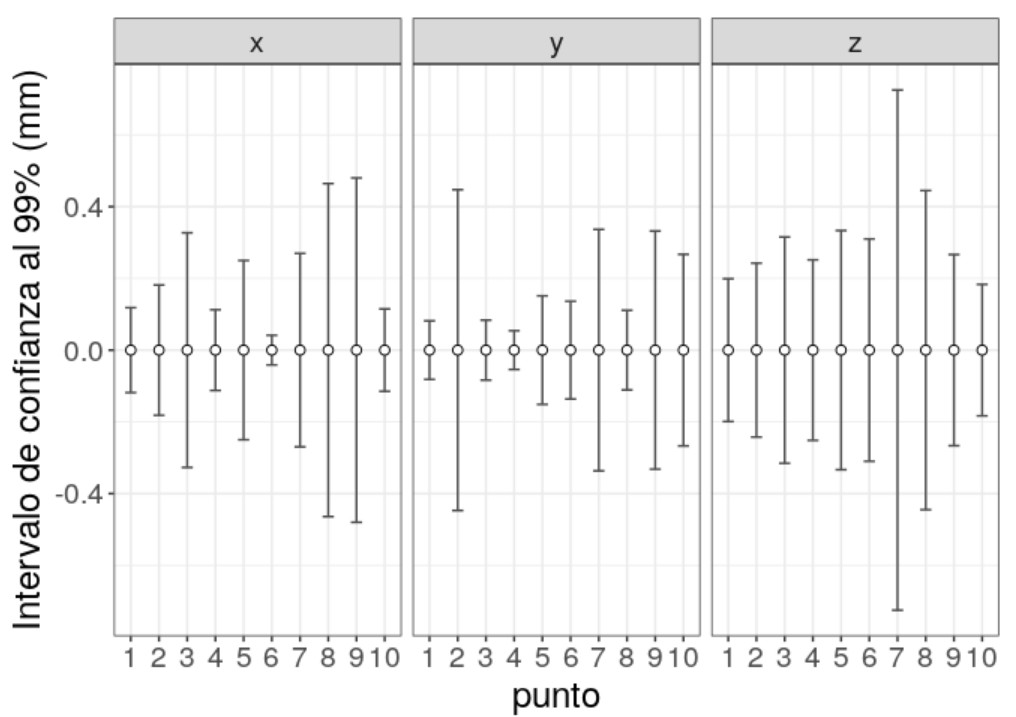 x y z
Intervalo de confianza al 99% (mm)
0.4
0.0
-0.4
1 2 3 4 5 6 7 8 9 10 1 2 3 4 5 6 7 8 9 10 1 2 3 4 5 6 7 8 9 10
punto